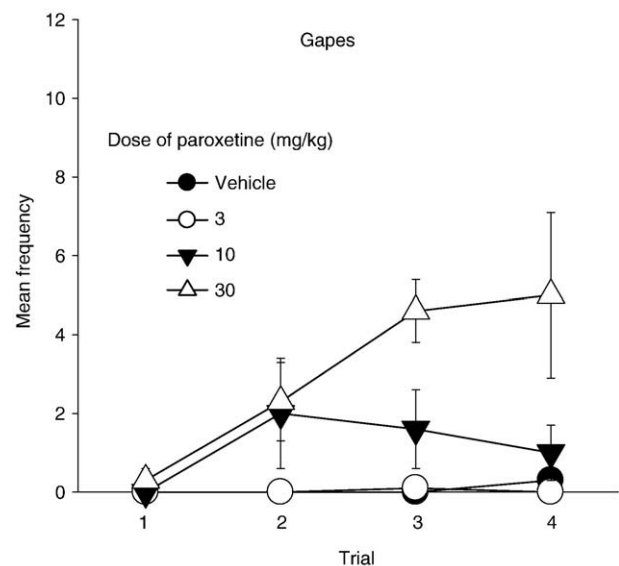 Gapes
12
10
8
6
4
2
0
Mean frequency
Dose of paroxetine (mg/kg)
Vehicle
3
10
30
1 2 3 4
Trial